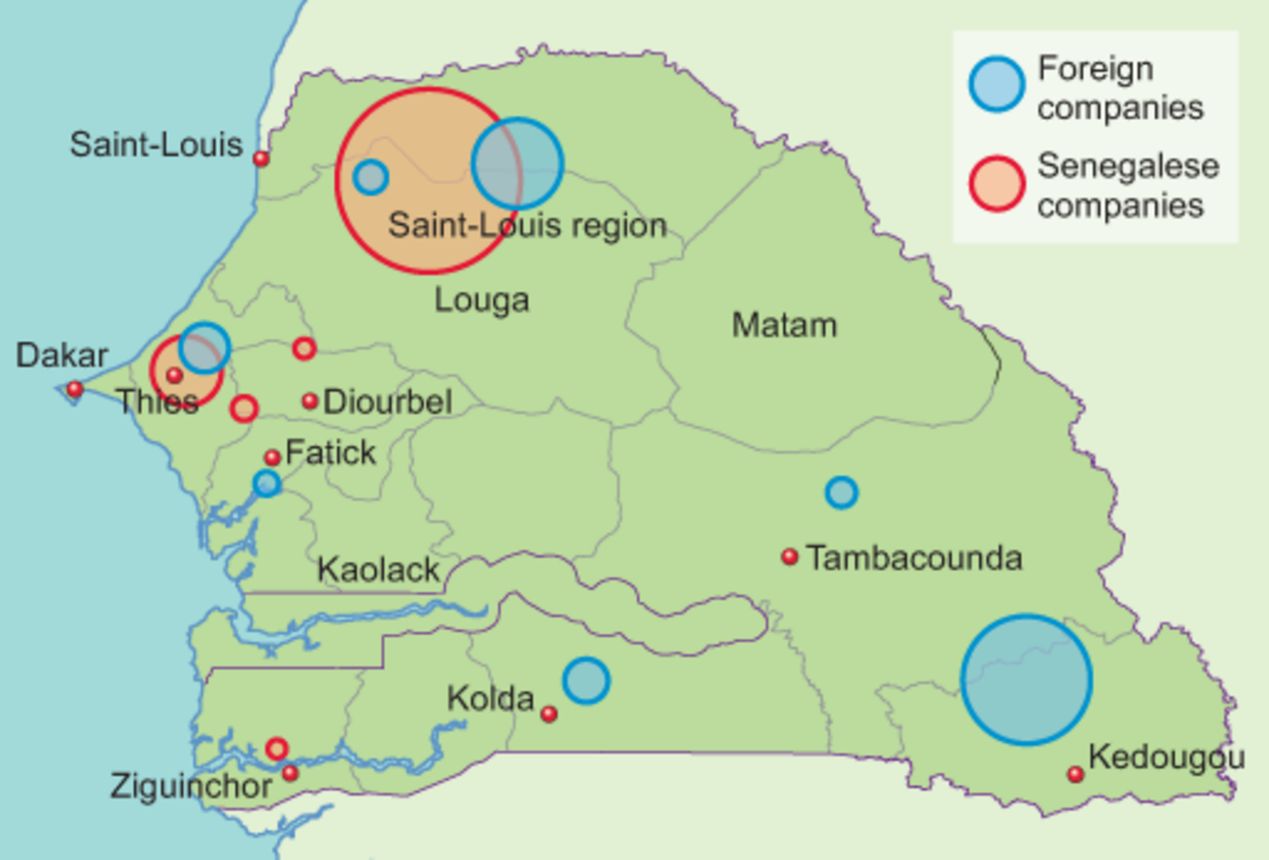 Foreign
companies
Senegalese
companies
Saint-Louis
Saint-Louis region
Louga
Matam
Dakar
Thies
Diourbel
Fatick
Kaolack
Tambacounda
Kolda
Kedougou
Ziguinchor